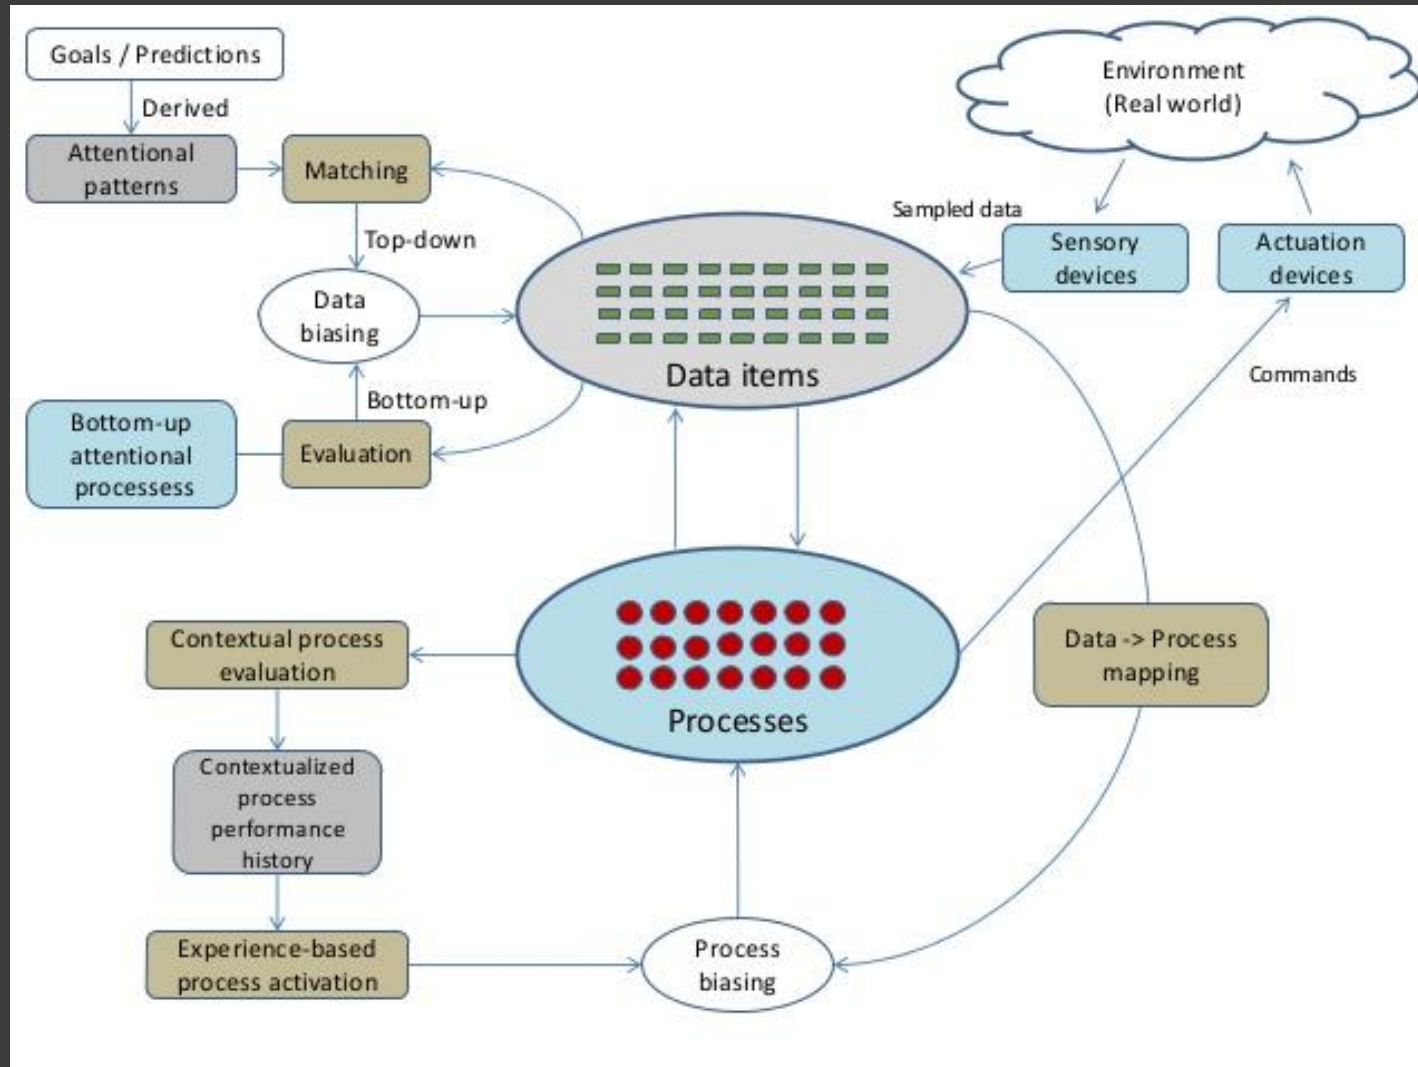 Goals / Predictions
Derived
Attentional
patterns
Matching
Top-down
Data
biasing
Bottom-up
Bottom-up
attentional
processess
Evaluation
Data items
Environment
(Real world)
Sampled data
Sensory
devices
Actuation
devices
Commands
Processes
Data -> Process
mapping
Contextual process
evaluation
Contextualized
process
performance
history
Experience-based
process activation
Process
biasing